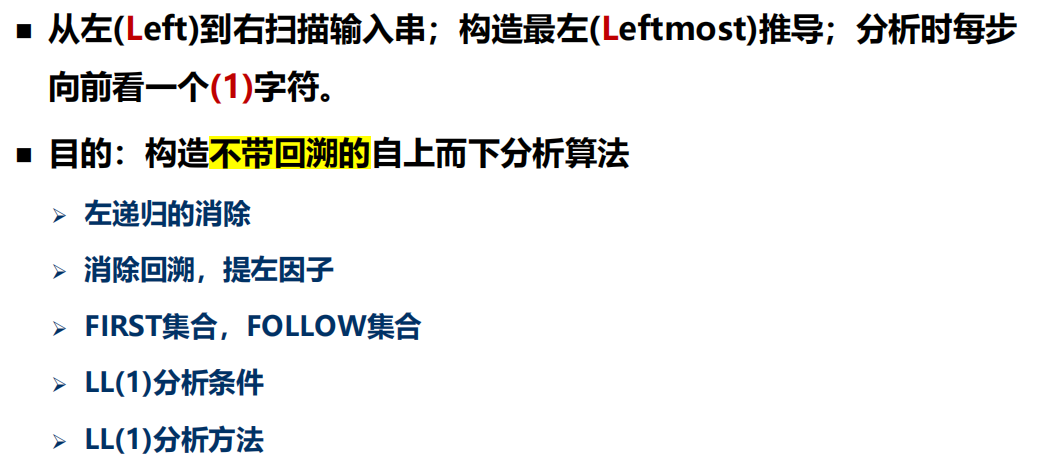 ■ 从左(Left)到右扫描输入串；构造最左(Leftmost)推导；分析时每步
向前看一个(1)字符。
■ 目的：构造不带回溯的自上而下分析算法
➢ 左递归的消除
➢ 消除回溯，提左因子
➢ FIRST集合，FOLLOW集合
➢ LL(1)分析条件
➢ LL(1)分析方法